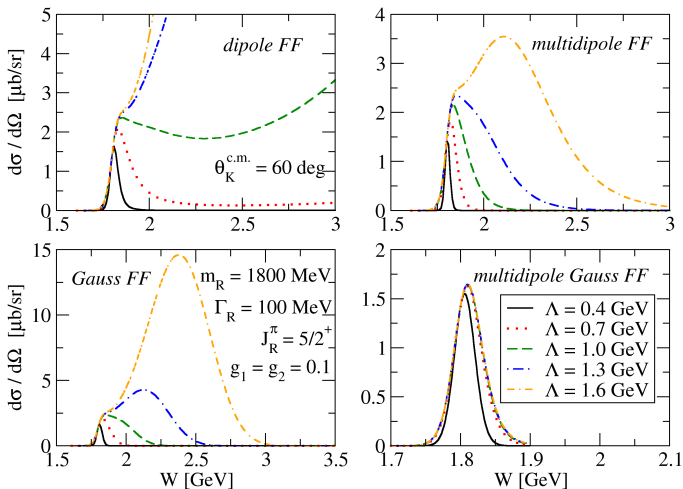 dσ / dΩ [μb/sr]
5
4
3
2
1
0
dipole FF
θ_K^{c.m.} = 60 deg
1.5 2 2.5 3
dσ / dΩ [μb/sr]
4
3
2
1
0
multidipole FF
1.5 2 2.5 3
dσ / dΩ [μb/sr]
15
10
5
0
Gauss FF
m_R = 1800 MeV
Γ_R = 100 MeV
J_R^π = 5/2^+
g_1 = g_2 = 0.1
1.5 2 2.5 3 3.5
W [GeV]
2
1.5
1
0.5
0
multidipole Gauss FF
Λ = 0.4 GeV
Λ = 0.7 GeV
Λ = 1.0 GeV
Λ = 1.3 GeV
Λ = 1.6 GeV
1.7 1.8 1.9 2 2.1
W [GeV]